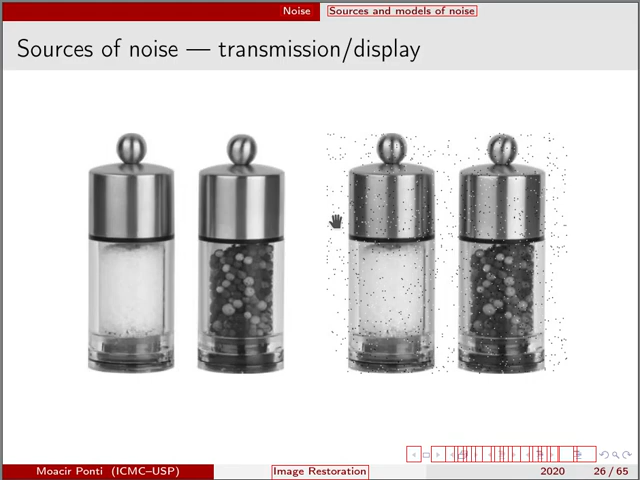 Noise Sources and models of noise
Sources of noise — transmission/display
Moacir Ponti (ICMC–USP) Image Restoration 2020 26 / 65